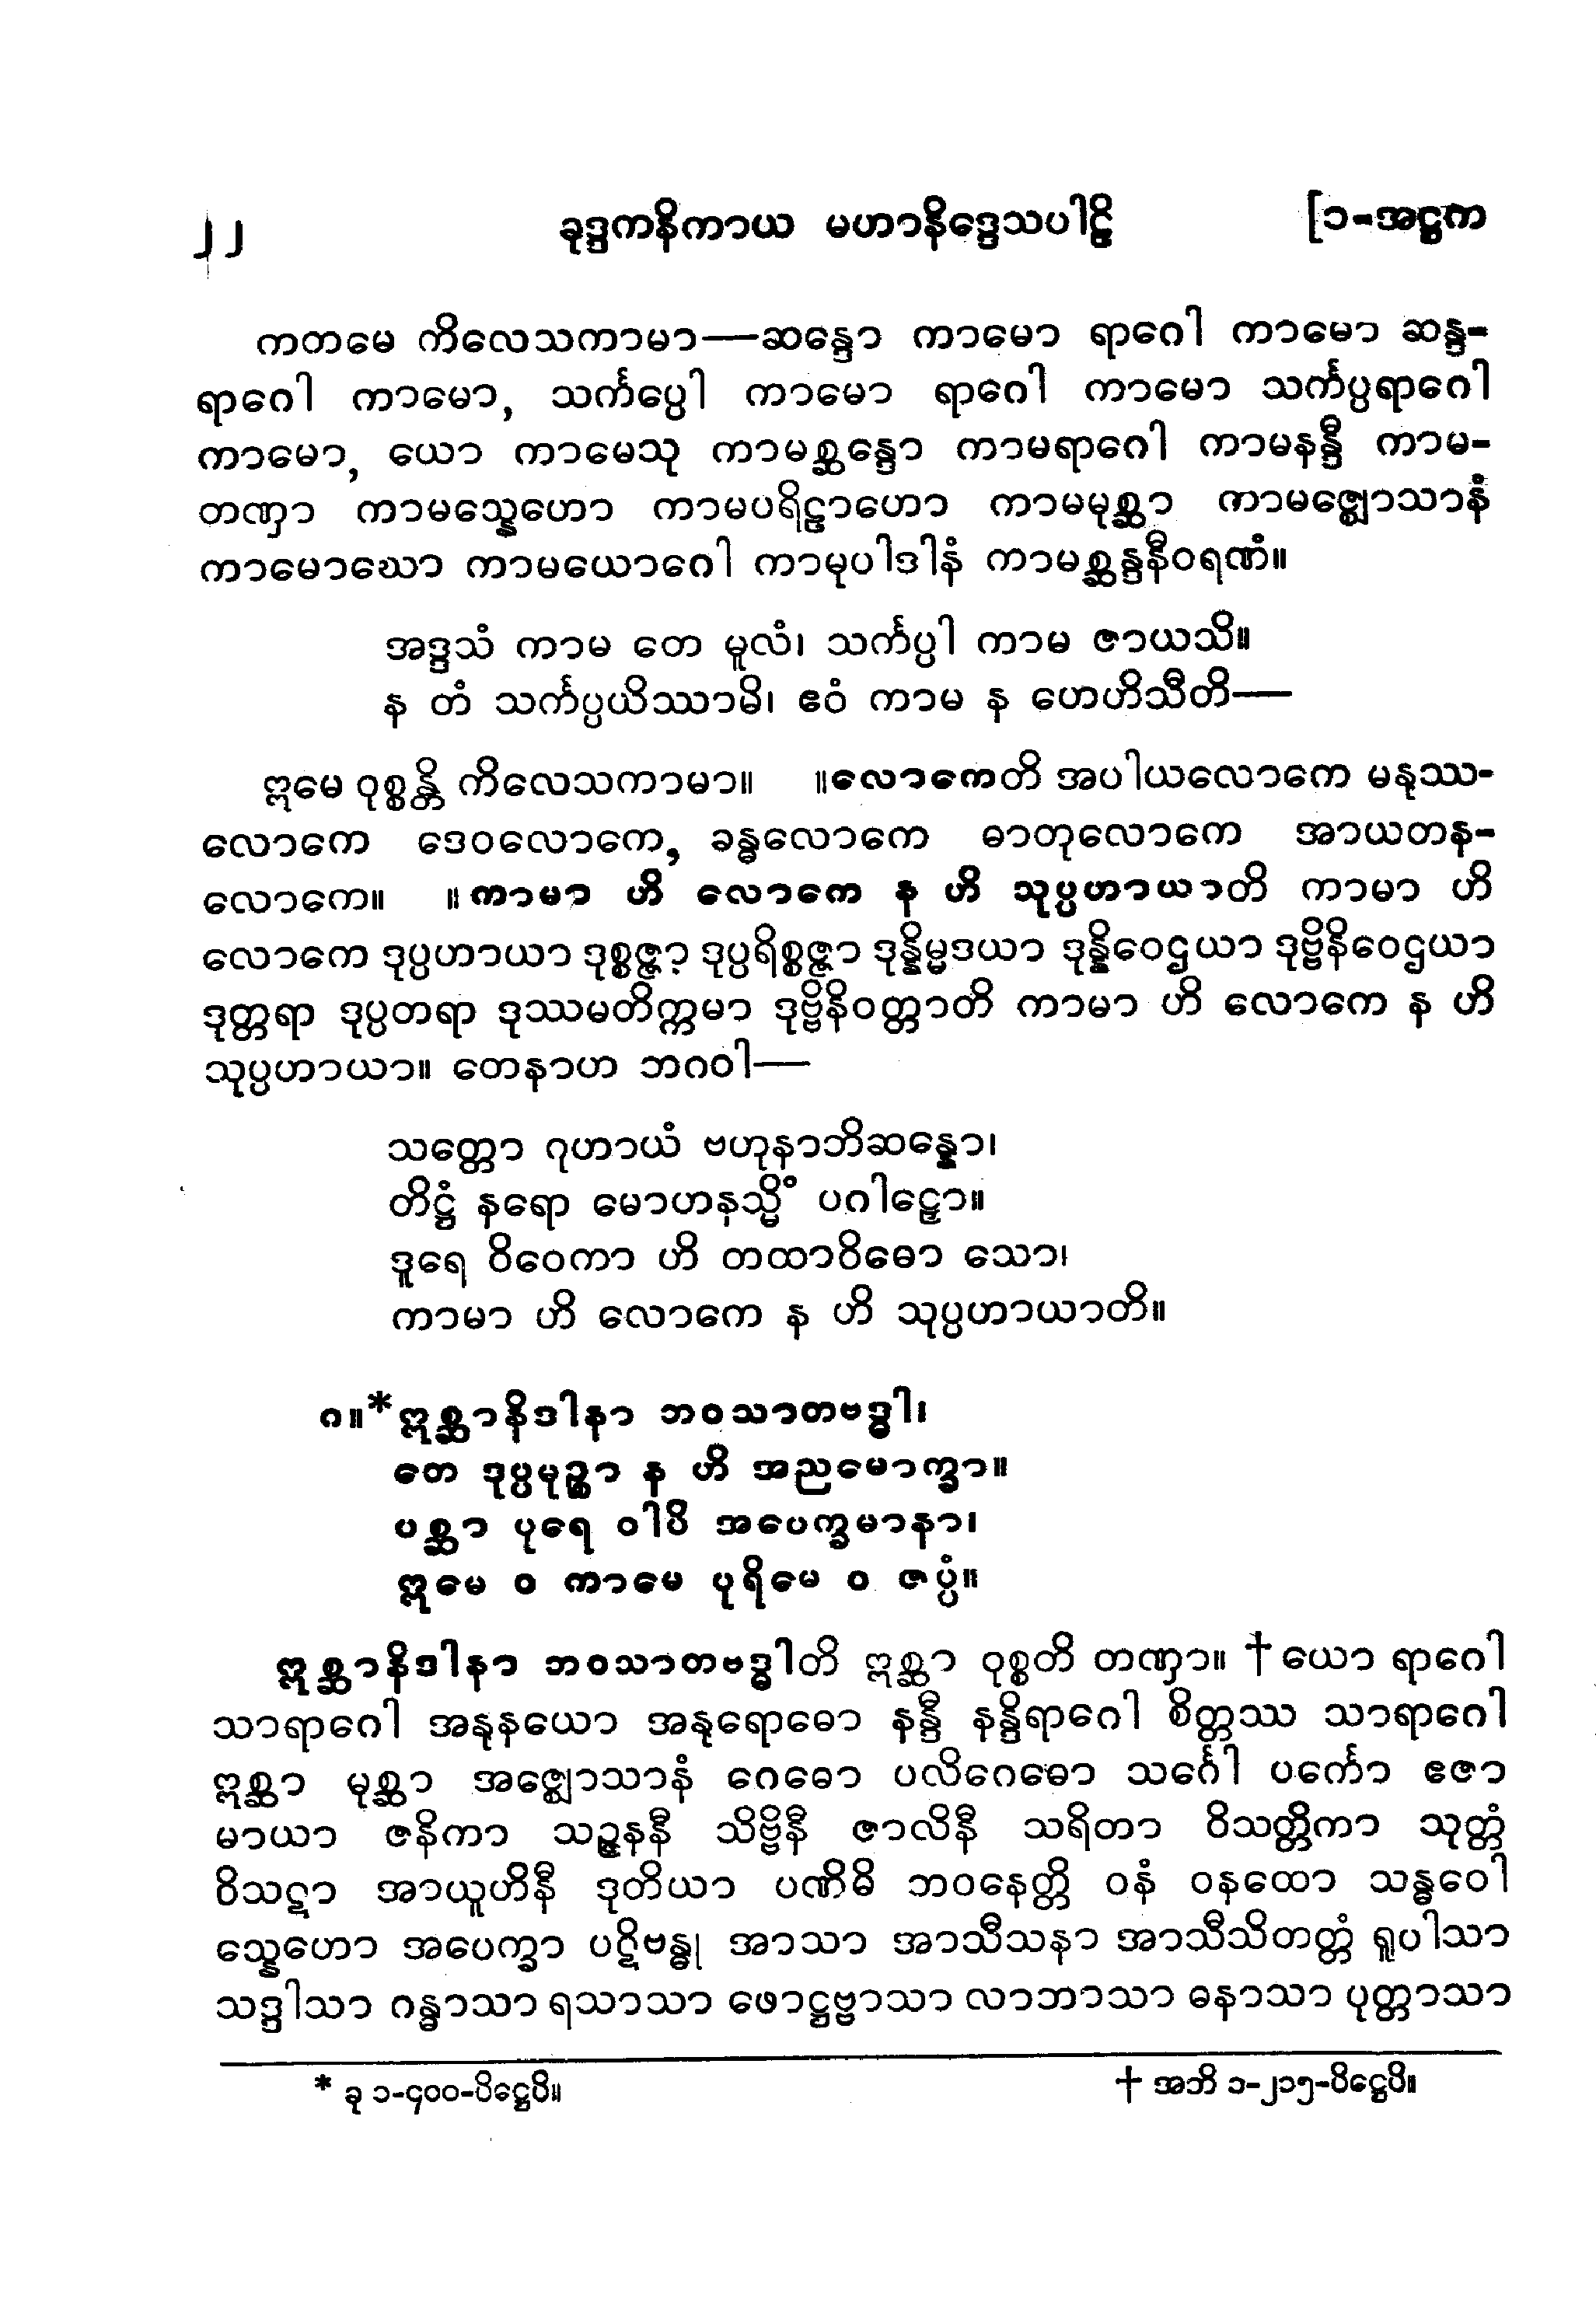 ၂၂ ခုဒ္ဒကနိကာယ မဟာနိဒ္ဒေသပါဠိ [၁-အဋ္ဌက
ကတမေ ကိလေသကာမာ—ဆန္ဒော ကာမော ရာဂေါ ကာမော ဆန္ဒ-
ရာဂေါ ကာမော, သင်္ကပ္ပေါ ကာမော ရာဂေါ ကာမော သင်္ကပ္ပရာဂေါ
ကာမော, ယော ကာမေသု ကာမစ္ဆန္ဒော ကာမရာဂေါ ကာမနန္ဒီ ကာမ-
တဏှာ ကာမသ္နေဟော ကာမပရိဠာဟော ကာမမုစ္ဆာ ကာမဇ္ဈောသာနံ
ကာမောဃော ကာမယောဂေါ ကာမုပါဒါနံ ကာမစ္ဆန္ဒနီဝရဏံ။
အဒ္ဒသံ ကာမ တေ မူလံ၊ သင်္ကပ္ပါ ကာမ ဇာယသိ။
န တံ သင်္ကပ္ပယိဿာမိ၊ ဧဝံ ကာမ န ဟေဟိသီတိ—
ဣမေ ဝုစ္စန္တိ ကိလေသကာမာ။ ။လောကေတိ အပါယလောကေ မနုဿ-
လောကေ ဒေဝလောကေ, ခန္ဓလောကေ ဓာတုလောကေ အာယတန-
လောကေ။ ။ကာမာ ဟိ လောကေ န ဟိ သုပ္ပဟာယာတိ ကာမာ ဟိ
လောကေ ဒုပ္ပဟာယာ ဒုစ္စဇ္ဇာ ဒုပ္ပရိစ္စဇ္ဇာ ဒုန္နိမ္မဒယာ ဒုန္နိဝေဌယာ ဒုဗ္ဗိနိဝေဌယာ
ဒုတ္တရာ ဒုပ္ပတရာ ဒုဿမတိက္ကမာ ဒုဗ္ဗိနိဝတ္တာတိ ကာမာ ဟိ လောကေ န ဟိ
သုပ္ပဟာယာ။ တေနာဟ ဘဂဝါ—
သတ္တော ဂုဟာယံ ဗဟုနာဘိဆန္နော၊
တိဋ္ဌံ နရော မောဟနသ္မိံ ပဂါဠှော။
ဒူရေ ဝိဝေကာ ဟိ တထာဝိဓော သော၊
ကာမာ ဟိ လောကေ န ဟိ သုပ္ပဟာယာတိ။
ဂ။*ဣစ္ဆာနိဒါနာ ဘဝသာတဗဒ္ဓါ၊
တေ ဒုပ္ပမုဉ္စာ န ဟိ အညမောက္ခာ။
ပစ္ဆာ ပုရေ ဝါပိ အပေက္ခမာနာ၊
ဣမေ ဝ ကာမေ ပုရိမေ ဝ ဇပ္ပံ။
ဣစ္ဆာနိဒါနာ ဘဝသာတဗဒ္ဓါတိ ဣစ္ဆာ ဝုစ္စတိ တဏှာ။ †ယော ရာဂေါ
သာရာဂေါ အနုနယော အနုရောဓော နန္ဒီ နန္ဒိရာဂေါ စိတ္တဿ သာရာဂေါ
ဣစ္ဆာ မုစ္ဆာ အဇ္ဈောသာနံ ဂေဓော ပလိဂေဓော သင်္ဂေါ ပင်္ကော ဧဇာ
မာယာ ဇနိကာ သဉ္ဇနနီ သိဗ္ဗိနီ ဇာလိနီ သရိတာ ဝိသတ္တိကာ သုတ္တံ
ဝိသဋာ အာယူဟိနီ ဒုတိယာ ပဏိဓိ ဘဝနေတ္တိ ဝနံ ဝနထော သန္ထဝေါ
သ္နေဟော အပေက္ခာ ပဋိဗန္ဓု အာသာ အာသီသနာ အာသီသိတတ္တံ ရူပါသာ
သဒ္ဒါသာ ဂန္ဓာသာ ရသာသာ ဖောဋ္ဌဗ္ဗာသာ လာဘာသာ ဓနာသာ ပုတ္တာသာ
* ခု ၁-၄၀၀-ပိဋ္ဌေပိ။ † အဘိ ၁-၂၁၅-ပိဋ္ဌေပိ။